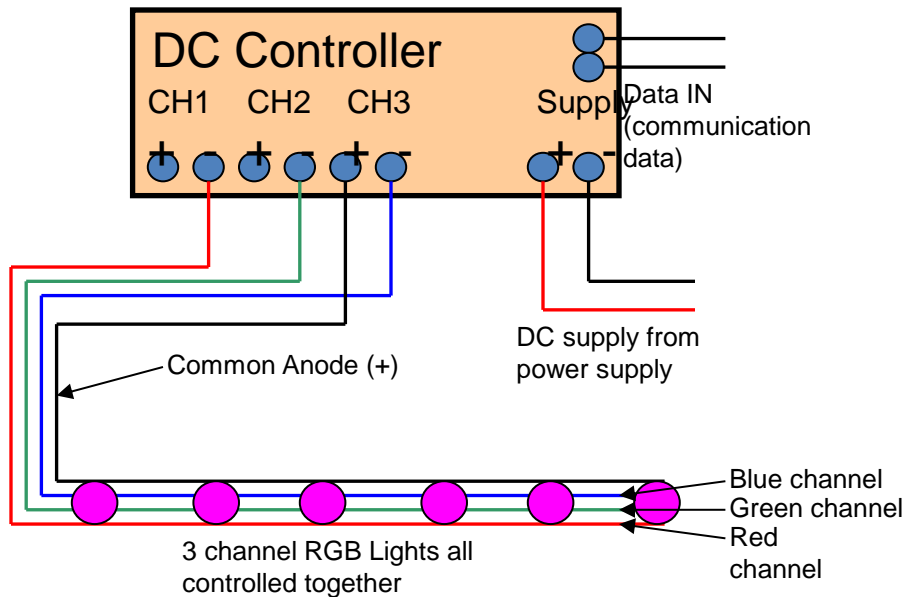 DC Controller
CH1 CH2 CH3 Supply
+ - + - + - + -
Data IN
(communication
data)
DC supply from
power supply
Common Anode (+)
Blue channel
Green channel
Red
channel
3 channel RGB Lights all
controlled together